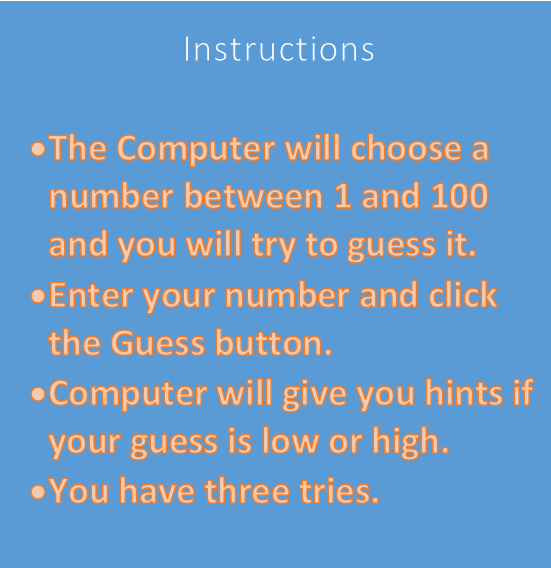 Instructions
•The Computer will choose a
number between 1 and 100
and you will try to guess it.
•Enter your number and click
the Guess button.
•Computer will give you hints if
your guess is low or high.
•You have three tries.